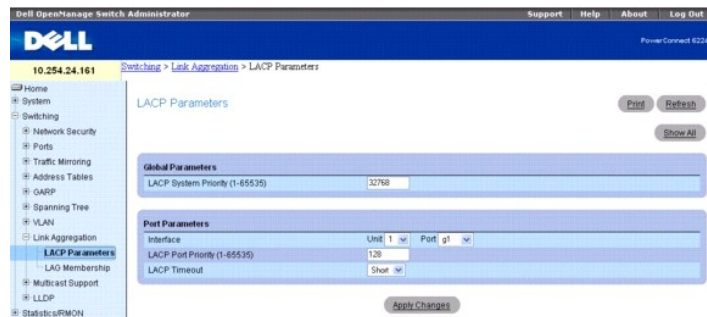 Dell OpenManage Switch Administrator
Support Help About Log Out
DELL
PowerConnect 6224
10.254.24.161
Switching > Link Aggregation > LACP Parameters
Home
System
Switching
Network Security
Ports
Traffic Mirroring
Address Tables
GARP
Spanning Tree
VLAN
Link Aggregation
LACP Parameters
LAG Membership
Multicast Support
LLDP
Statistics/RMON
LACP Parameters
Print Refresh
Show All
Global Parameters
LACP System Priority (1-65535) 32768
Port Parameters
Interface Unit 1 Port g1
LACP Port Priority (1-65535) 128
LACP Timeout Short
Apply Changes